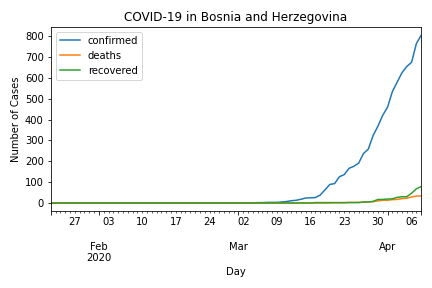 COVID-19 in Bosnia and Herzegovina
confirmed
deaths
recovered
Number of Cases
800
700
600
500
400
300
200
100
0
27 03 10 17 24 02 09 16 23 30 06
Feb Mar Apr
2020
Day